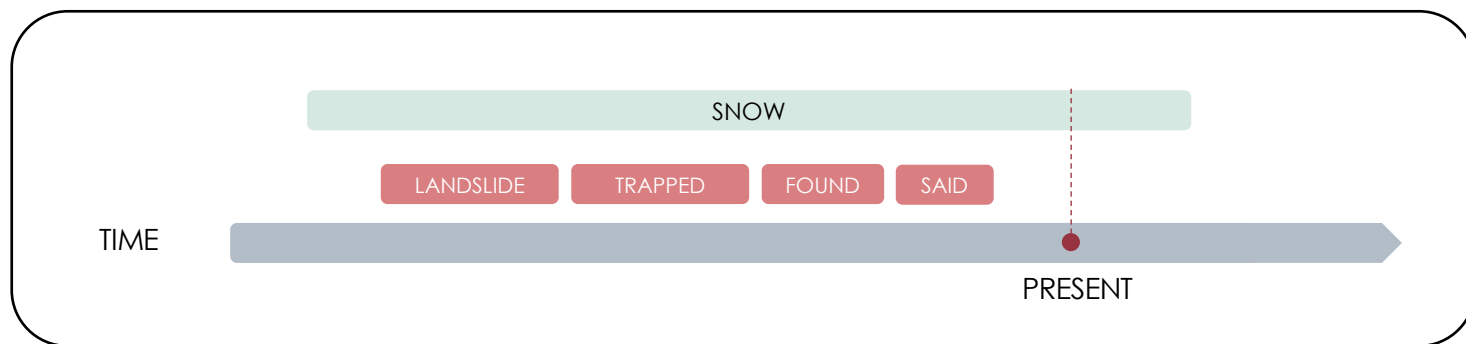 SNOW
LANDSLIDE TRAPPED FOUND SAID
TIME
PRESENT